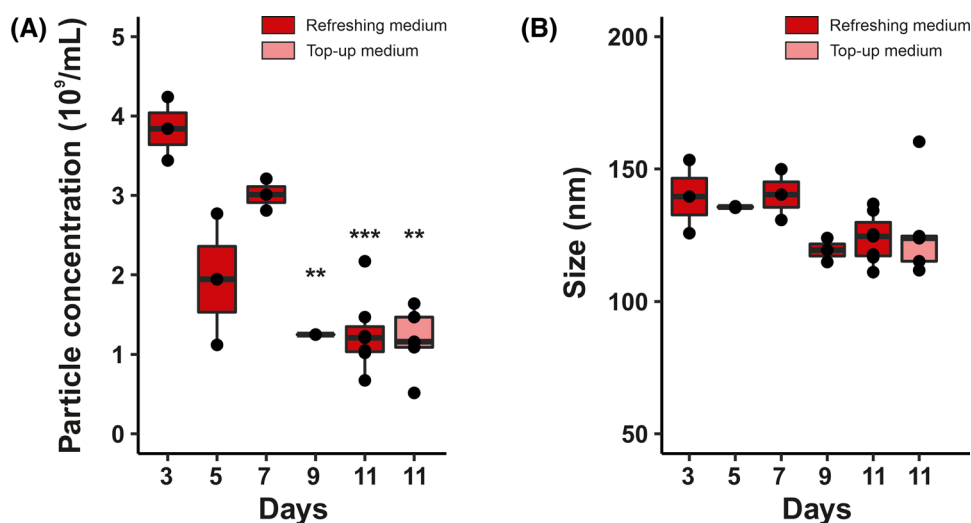 (A)
Refreshing medium
Top-up medium
Particle concentration (10⁹/mL)
5
4
3
2
1
0
**
***
**
3 5 7 9 11 11
Days
(B)
Refreshing medium
Top-up medium
Size (nm)
200
150
100
50
3 5 7 9 11 11
Days